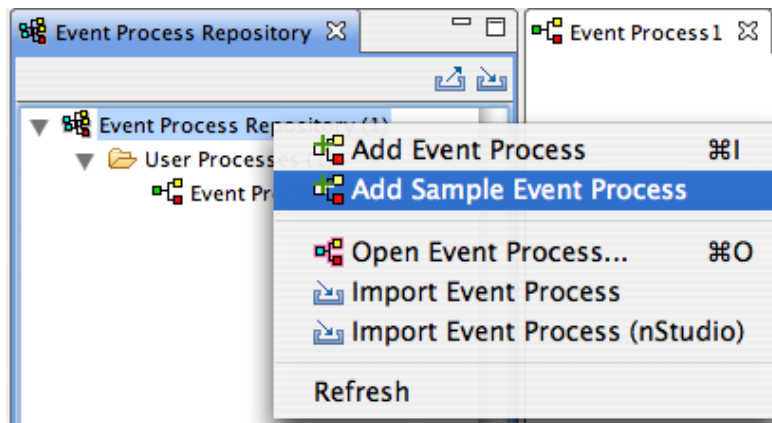 Event Process Repository
Event Process1
Event Process Repository (1)
User Processes
Event Pr
Add Event Process ⌘I
Add Sample Event Process
Open Event Process... ⌘O
Import Event Process
Import Event Process (nStudio)
Refresh